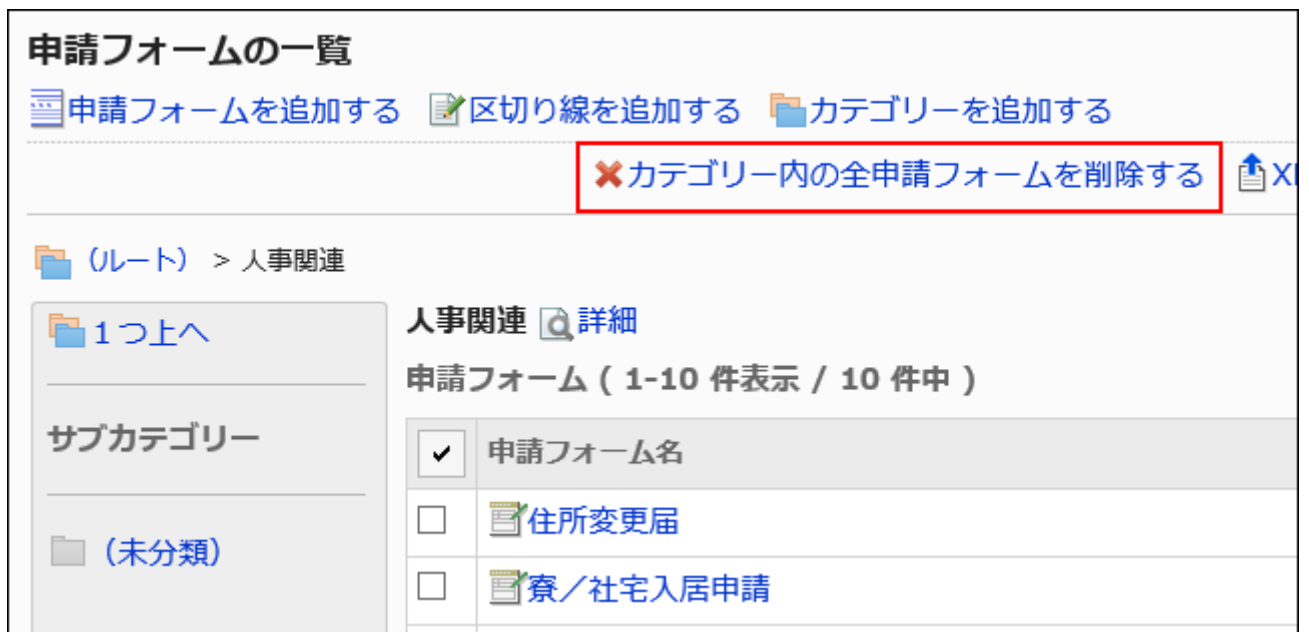 申請フォームの一覧
申請フォームを追加する 区切り線を追加する カテゴリーを追加する
カテゴリー内の全申請フォームを削除する
(ルート) > 人事関連
1つ上へ
サブカテゴリー
(未分類)
人事関連 詳細
申請フォーム ( 1-10 件表示 / 10 件中 )
申請フォーム名
住所変更届
寮/社宅入居申請